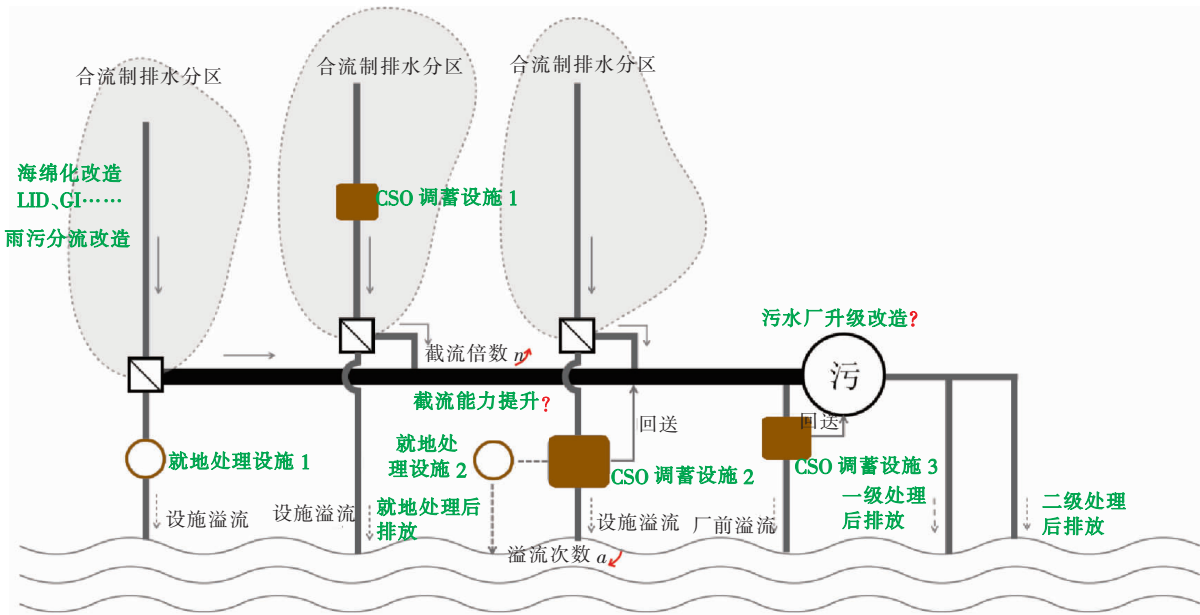 合流制排水分区
合流制排水分区
合流制排水分区
海绵化改造
LID、GI……
雨污分流改造
CSO 调蓄设施 1
污水厂升级改造?
截流倍数 n
污
截流能力提升?
回送
回送
就地处理设施 1
就地处
理设施 2
CSO 调蓄设施 2
CSO 调蓄设施 3
设施溢流
设施溢流
就地处理后
排放
设施溢流
厂前溢流
一级处理
后排放
二级处理
后排放
溢流次数 a